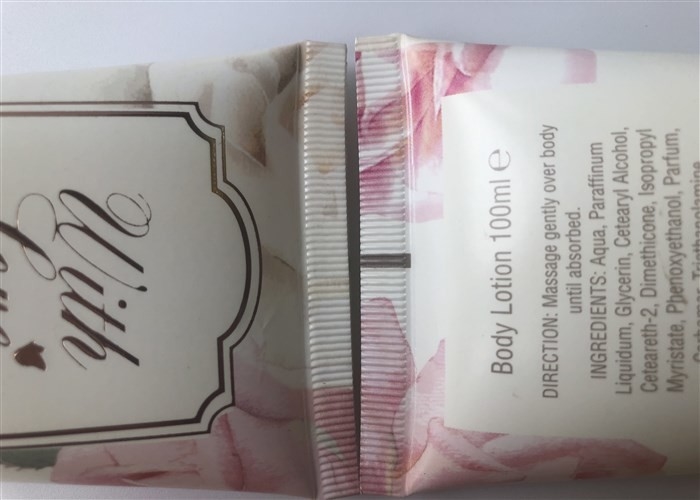 With
Love
Body Lotion 100ml ℮
DIRECTION: Massage gently over body
until absorbed.
INGREDIENTS: Aqua, Paraffinum
Liquidum, Glycerin, Cetearyl Alcohol,
Ceteareth-2, Dimethicone, Isopropyl
Myristate, Phenoxyethanol, Parfum,